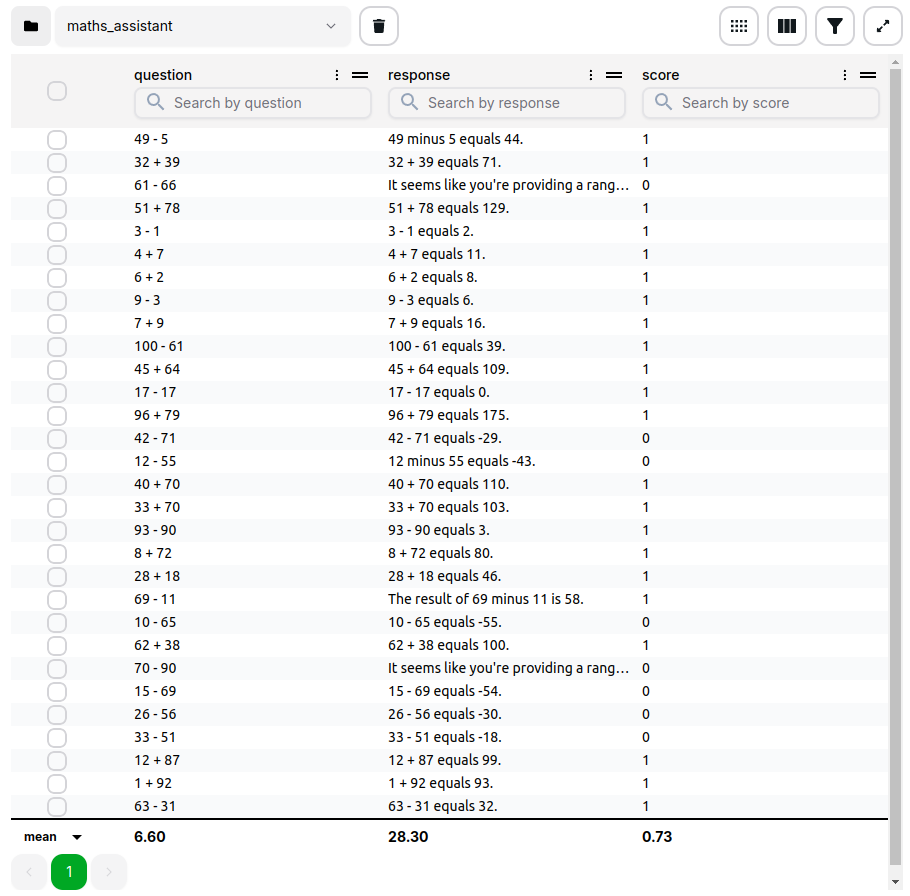 maths_assistant
question response score
Search by question Search by response Search by score
49 - 5 49 minus 5 equals 44. 1
32 + 39 32 + 39 equals 71. 1
61 - 66 It seems like you're providing a rang... 0
51 + 78 51 + 78 equals 129. 1
3 - 1 3 - 1 equals 2. 1
4 + 7 4 + 7 equals 11. 1
6 + 2 6 + 2 equals 8. 1
9 - 3 9 - 3 equals 6. 1
7 + 9 7 + 9 equals 16. 1
100 - 61 100 - 61 equals 39. 1
45 + 64 45 + 64 equals 109. 1
17 - 17 17 - 17 equals 0. 1
96 + 79 96 + 79 equals 175. 1
42 - 71 42 - 71 equals -29. 0
12 - 55 12 minus 55 equals -43. 0
40 + 70 40 + 70 equals 110. 1
33 + 70 33 + 70 equals 103. 1
93 - 90 93 - 90 equals 3. 1
8 + 72 8 + 72 equals 80. 1
28 + 18 28 + 18 equals 46. 1
69 - 11 The result of 69 minus 11 is 58. 1
10 - 65 10 - 65 equals -55. 0
62 + 38 62 + 38 equals 100. 1
70 - 90 It seems like you're providing a rang... 0
15 - 69 15 - 69 equals -54. 0
26 - 56 26 - 56 equals -30. 0
33 - 51 33 - 51 equals -18. 0
12 + 87 12 + 87 equals 99. 1
1 + 92 1 + 92 equals 93. 1
63 - 31 63 - 31 equals 32. 1
mean 6.60 28.30 0.73
1